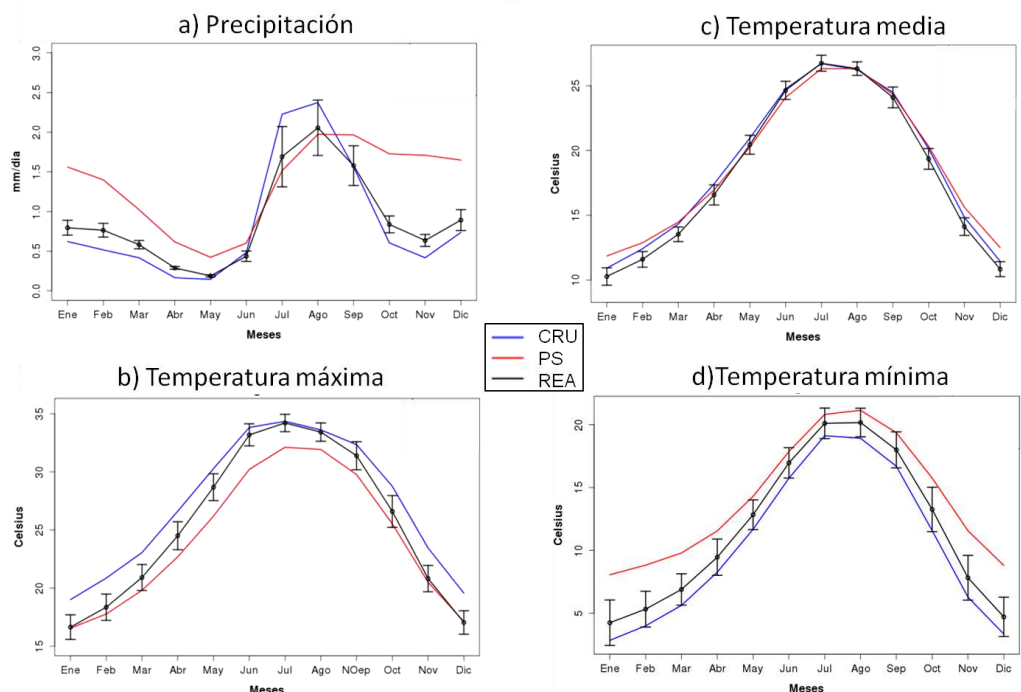 a) Precipitación
mm/dia
3.0
2.5
2.0
1.5
1.0
0.5
0.0
Ene Feb Mar Abr May Jun Jul Ago Sep Oct Nov Dic
Meses
c) Temperatura media
Celsius
25
20
15
10
Ene Feb Mar Abr May Jun Jul Ago Sep Oct Nov Dic
Meses
CRU
PS
REA
b) Temperatura máxima
Celsius
35
30
25
20
15
Ene Feb Mar Abr May Jun Jul Ago NOep Oct Nov Dic
Meses
d)Temperatura mínima
Celsius
20
15
10
5
Ene Feb Mar Abr May Jun Jul Ago Sep Oct Nov Dic
Meses